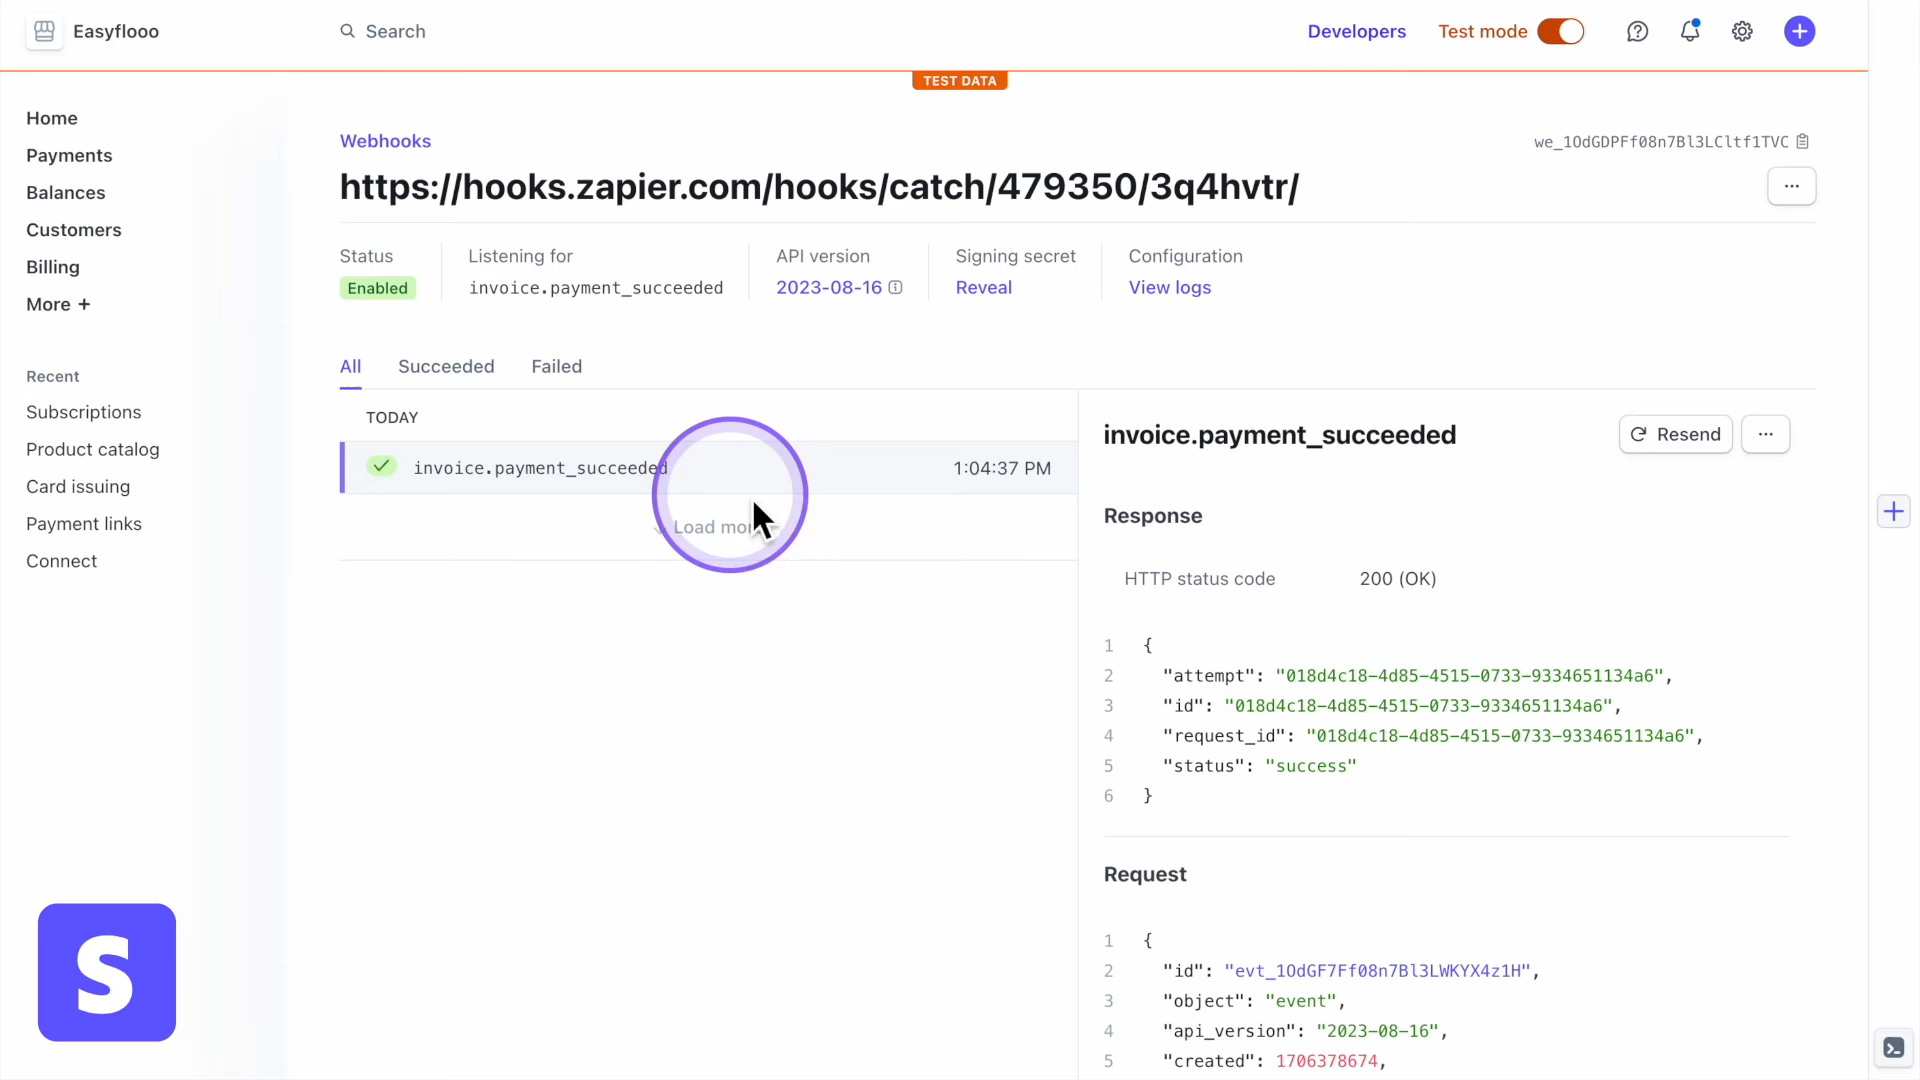 Easyflooo
Search
Developers
Test mode
TEST DATA
Home
Payments
Balances
Customers
Billing
More +
Recent
Subscriptions
Product catalog
Card issuing
Payment links
Connect
S
Webhooks
we_1OdGDPFf08n7Bl3LCltf1TVC
https://hooks.zapier.com/hooks/catch/479350/3q4hvtr/
Status
Enabled
Listening for
invoice.payment_succeeded
API version
2023-08-16
Signing secret
Reveal
Configuration
View logs
All
Succeeded
Failed
TODAY
invoice.payment_succeeded
1:04:37 PM
Load mo
invoice.payment_succeeded
Resend
Response
HTTP status code 200 (OK)
1 {
2 "attempt": "018d4c18-4d85-4515-0733-9334651134a6",
3 "id": "018d4c18-4d85-4515-0733-9334651134a6",
4 "request_id": "018d4c18-4d85-4515-0733-9334651134a6",
5 "status": "success"
6 }
Request
1 {
2 "id": "evt_1OdGF7Ff08n7Bl3LWKYX4z1H",
3 "object": "event",
4 "api_version": "2023-08-16",
5 "created": 1706378674,